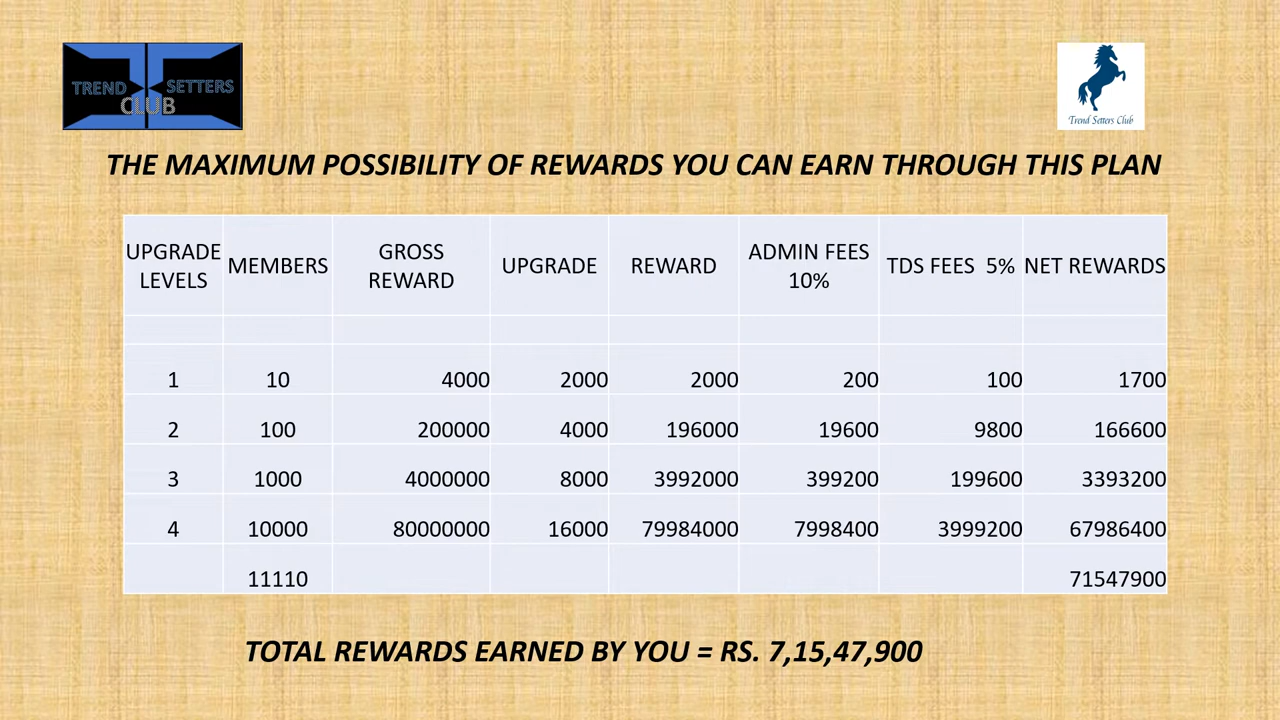 TREND SETTERS
CLUB
Trend Setters Club
THE MAXIMUM POSSIBILITY OF REWARDS YOU CAN EARN THROUGH THIS PLAN
UPGRADE LEVELS MEMBERS GROSS REWARD UPGRADE REWARD ADMIN FEES 10% TDS FEES 5% NET REWARDS
1 10 4000 2000 2000 200 100 1700
2 100 200000 4000 196000 19600 9800 166600
3 1000 4000000 8000 3992000 399200 199600 3393200
4 10000 80000000 16000 79984000 7998400 3999200 67986400
11110 71547900
TOTAL REWARDS EARNED BY YOU = RS. 7,15,47,900